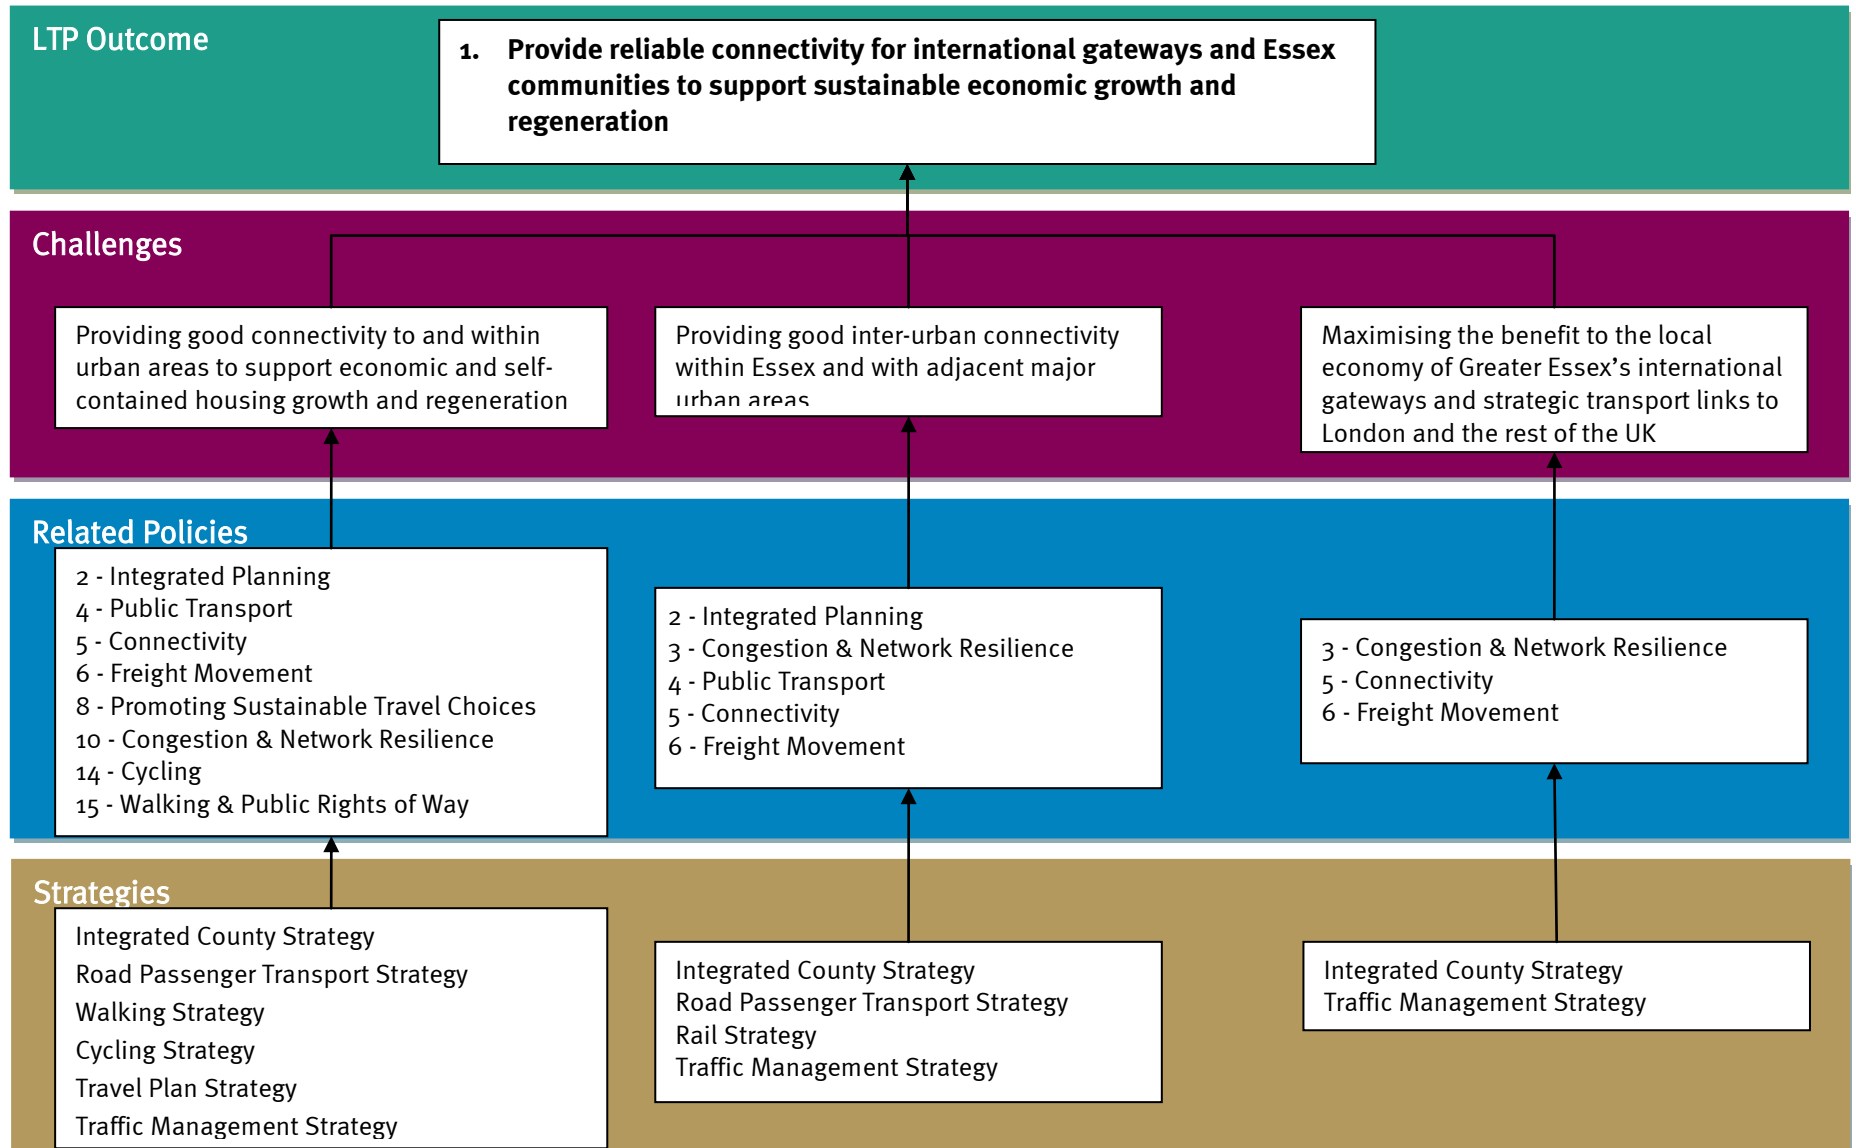 LTP Outcome
1. Provide reliable connectivity for international gateways and Essex
communities to support sustainable economic growth and
regeneration
Challenges
Providing good connectivity to and within
urban areas to support economic and self-
contained housing growth and regeneration
Providing good inter-urban connectivity
within Essex and with adjacent major
urban areas
Maximising the benefit to the local
economy of Greater Essex’s international
gateways and strategic transport links to
London and the rest of the UK
Related Policies
2 - Integrated Planning
4 - Public Transport
5 - Connectivity
6 - Freight Movement
8 - Promoting Sustainable Travel Choices
10 - Congestion & Network Resilience
14 - Cycling
15 - Walking & Public Rights of Way
2 - Integrated Planning
3 - Congestion & Network Resilience
4 - Public Transport
5 - Connectivity
6 - Freight Movement
3 - Congestion & Network Resilience
5 - Connectivity
6 - Freight Movement
Strategies
Integrated County Strategy
Road Passenger Transport Strategy
Walking Strategy
Cycling Strategy
Travel Plan Strategy
Traffic Management Strategy
Integrated County Strategy
Road Passenger Transport Strategy
Rail Strategy
Traffic Management Strategy
Integrated County Strategy
Traffic Management Strategy